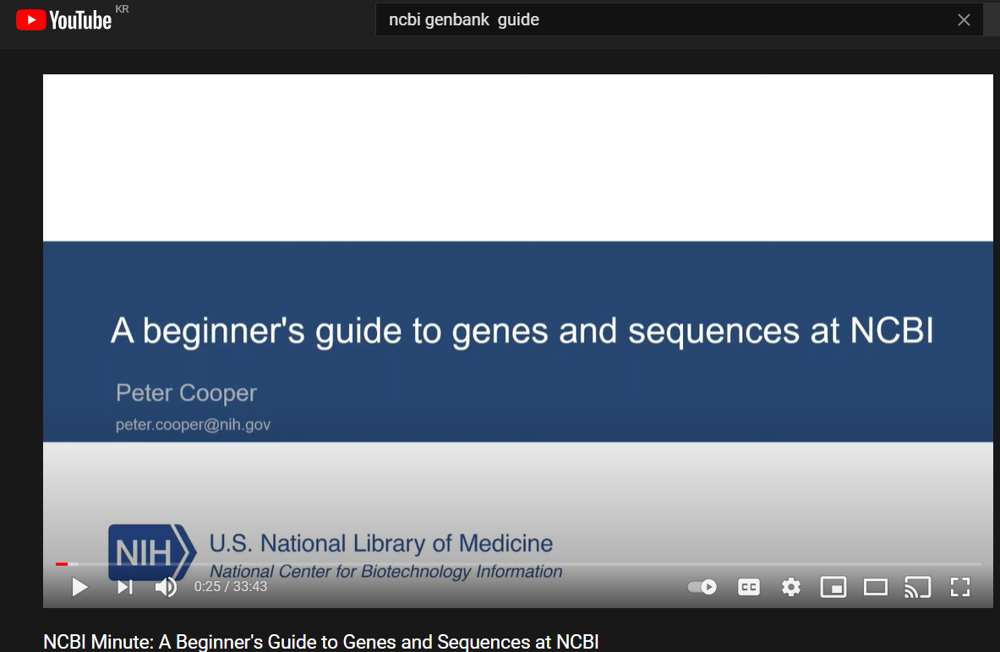 YouTube KR
ncbi genbank  guide
A beginner's guide to genes and sequences at NCBI
Peter Cooper
peter.cooper@nih.gov
NIH
U.S. National Library of Medicine
National Center for Biotechnology Information
0:25 / 33:43
CC
NCBI Minute: A Beginner's Guide to Genes and Sequences at NCBI